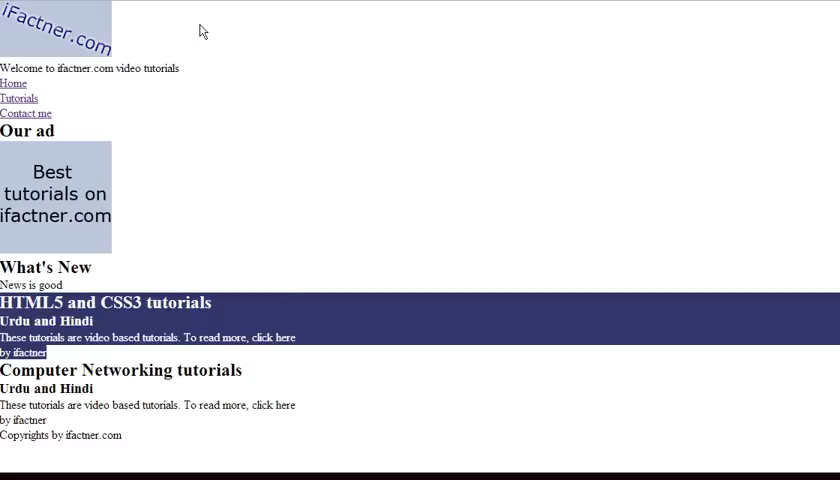 iFactner.com
Welcome to ifactner.com video tutorials
Home
Tutorials
Contact me
Our ad
Best
tutorials on
ifactner.com
What's New
News is good
HTML5 and CSS3 tutorials
Urdu and Hindi
These tutorials are video based tutorials. To read more, click here
by ifactner
Computer Networking tutorials
Urdu and Hindi
These tutorials are video based tutorials. To read more, click here
by ifactner
Copyrights by ifactner.com